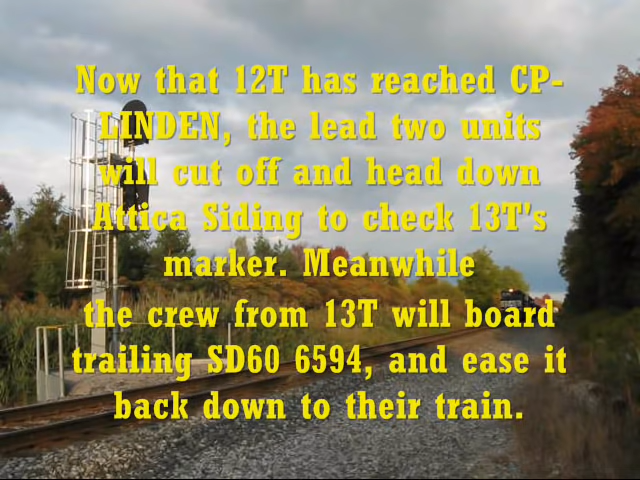 Now that 12T has reached CP-
LINDEN, the lead two units
will cut off and head down
Attica Siding to check 13T's
marker. Meanwhile
the crew from 13T will board
trailing SD60 6594, and ease it
back down to their train.